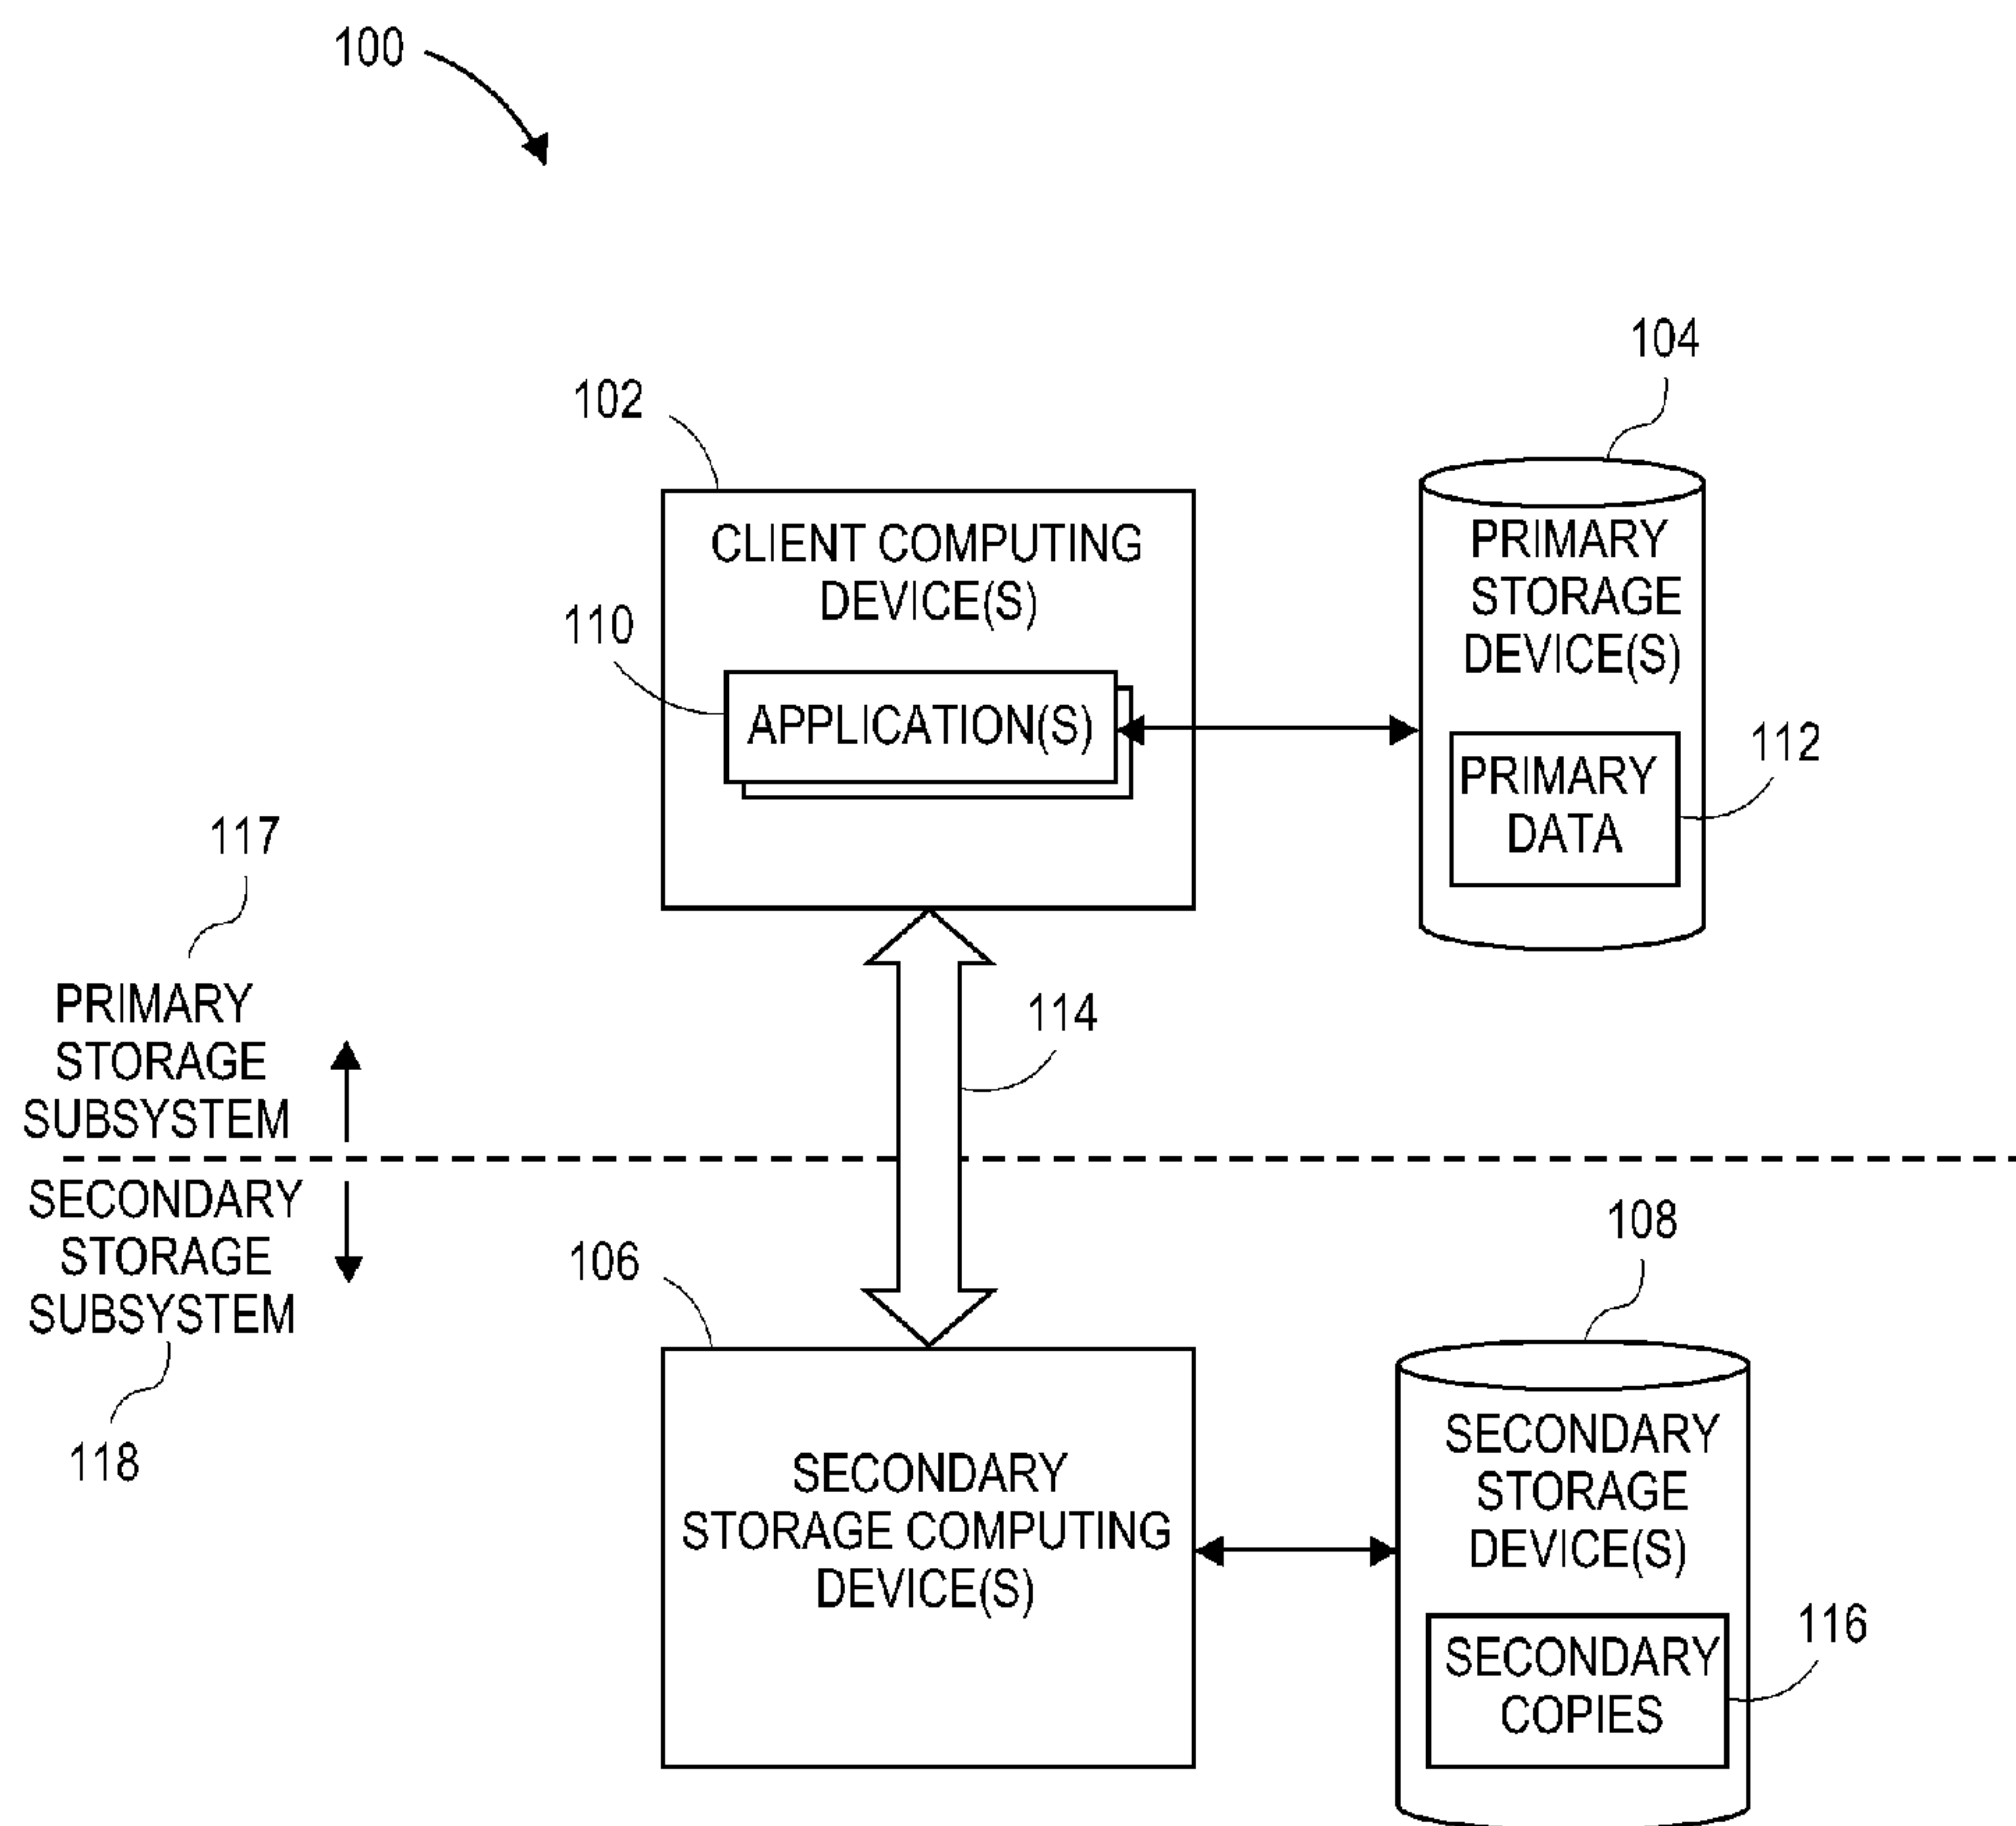 100
104
102
CLIENT COMPUTING
DEVICE(S)
110
APPLICATION(S)
PRIMARY
STORAGE
DEVICE(S)
PRIMARY
DATA
112
117
PRIMARY
STORAGE
SUBSYSTEM
114
SECONDARY
STORAGE
SUBSYSTEM
118
106
SECONDARY
STORAGE COMPUTING
DEVICE(S)
108
SECONDARY
STORAGE
DEVICE(S)
SECONDARY
COPIES
116